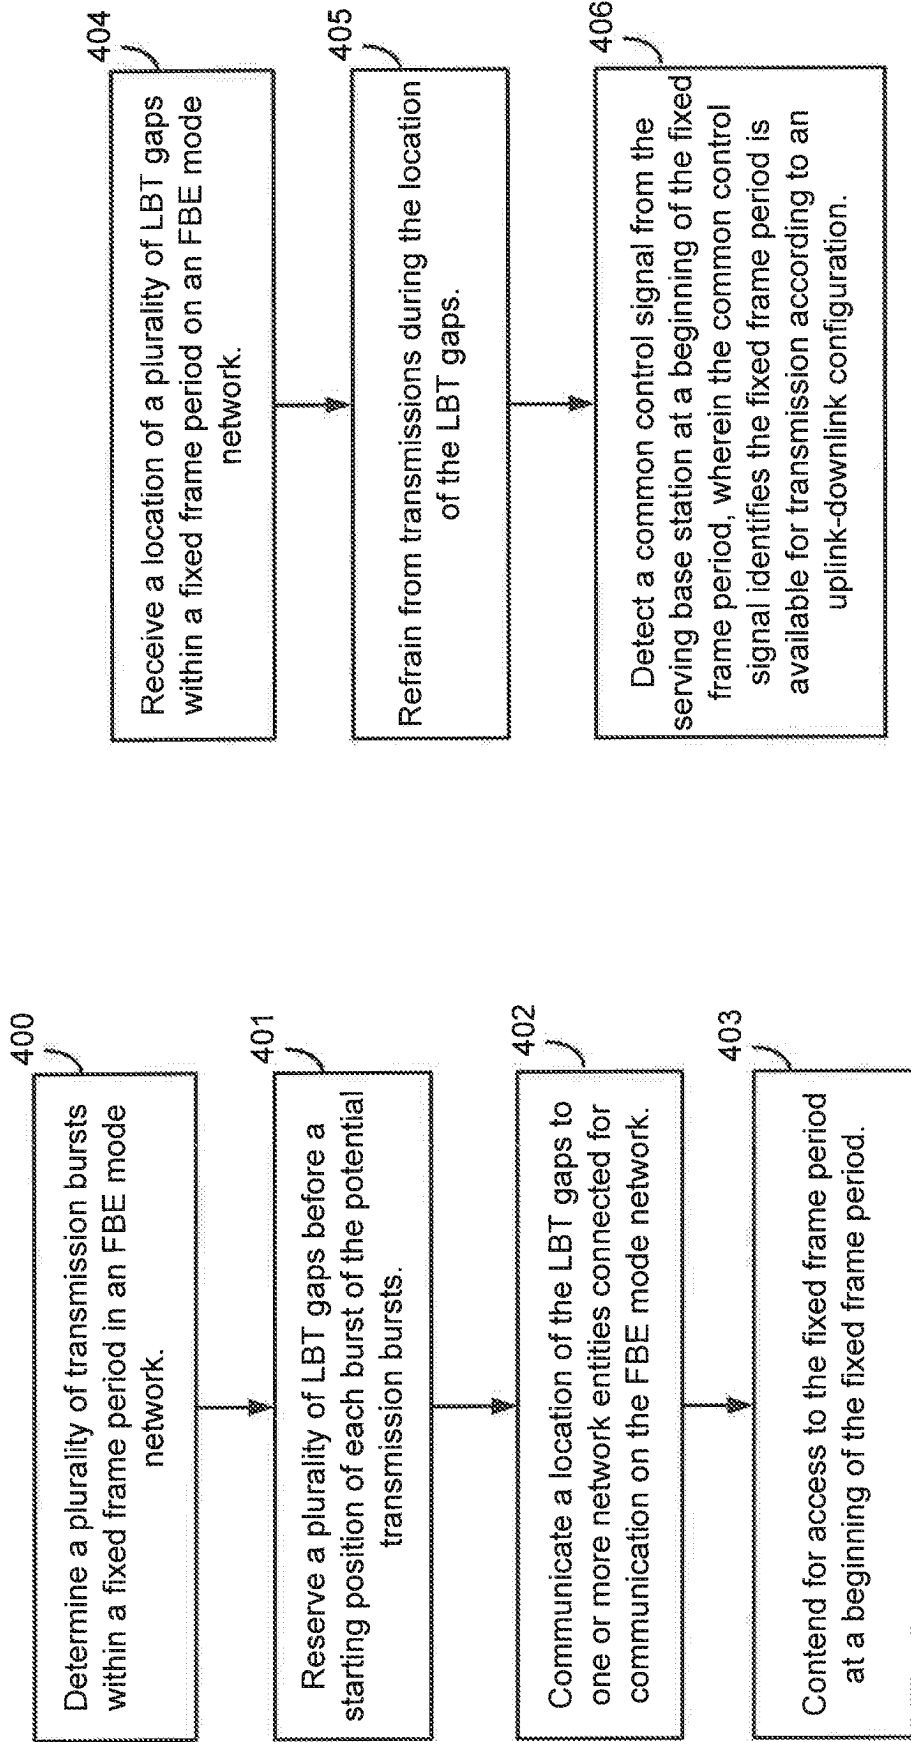 400
Determine a plurality of transmission bursts
within a fixed frame period in an FBE mode
network.
401
Reserve a plurality of LBT gaps before a
starting position of each burst of the potential
transmission bursts.
402
Communicate a location of the LBT gaps to
one or more network entities connected for
communication on the FBE mode network.
403
Contend for access to the fixed frame period
at a beginning of the fixed frame period.
404
Receive a location of a plurality of LBT gaps
within a fixed frame period on an FBE mode
network.
405
Refrain from transmissions during the location
of the LBT gaps.
406
Detect a common control signal from the
serving base station at a beginning of the fixed
frame period, wherein the common control
signal identifies the fixed frame period is
available for transmission according to an
uplink-downlink configuration.